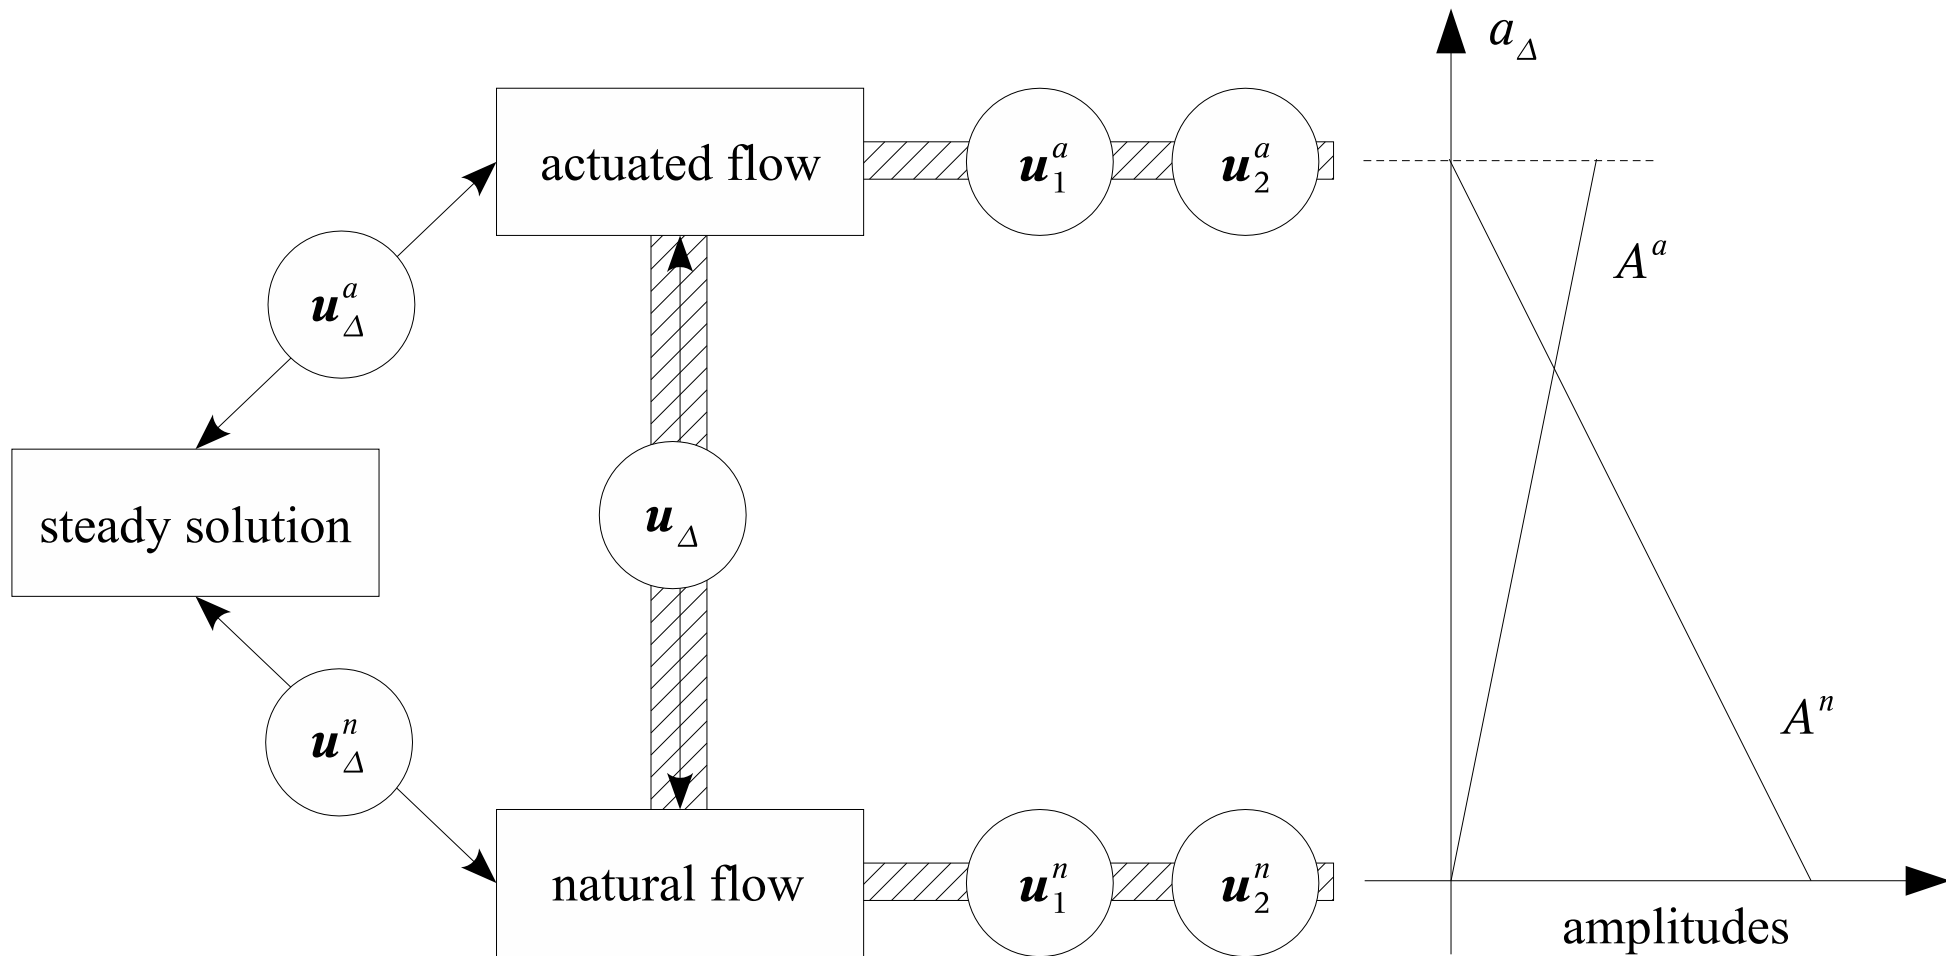 a_Δ
actuated flow
u_1^a
u_2^a
A^a
u_Δ^a
steady solution
u_Δ
u_Δ^n
A^n
natural flow
u_1^n
u_2^n
amplitudes